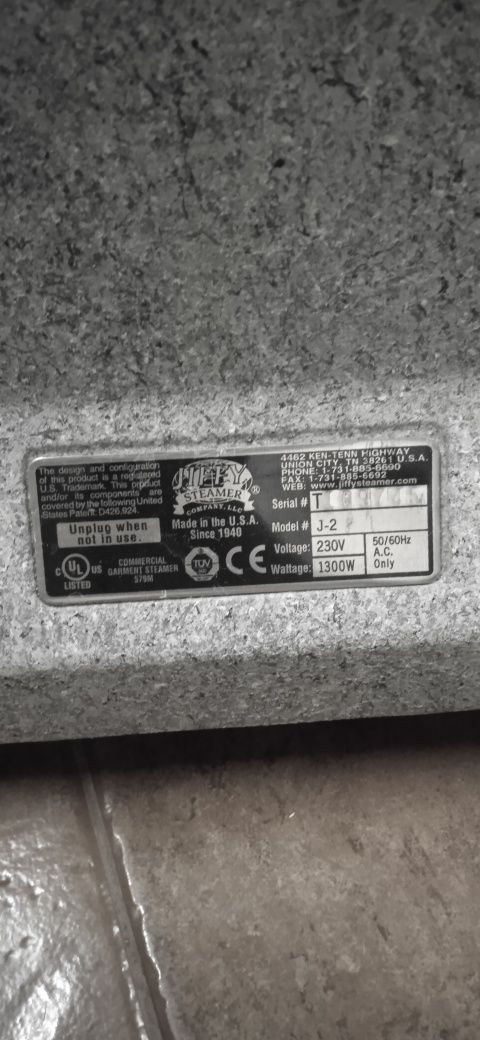 The design and configuration
of this product is a registered
U.S. Trademark. This product
and/or its components are
covered by the following United
States Patent: D426,924.
Unplug when
not in use.
C UL US
LISTED
COMMERCIAL
GARMENT STEAMER
579M
JIFFY
STEAMER
COMPANY, LLC
®
Made in the U.S.A.
Since 1940
TUV
CE
4462 KEN-TENN HIGHWAY
UNION CITY, TN 38261 U.S.A.
PHONE: 1-731-885-6690
FAX: 1-731-885-6692
WEB: www.jiffysteamer.com
Serial # T
Model # J-2
Voltage: 230V
Wattage: 1300W
50/60Hz
A.C.
Only